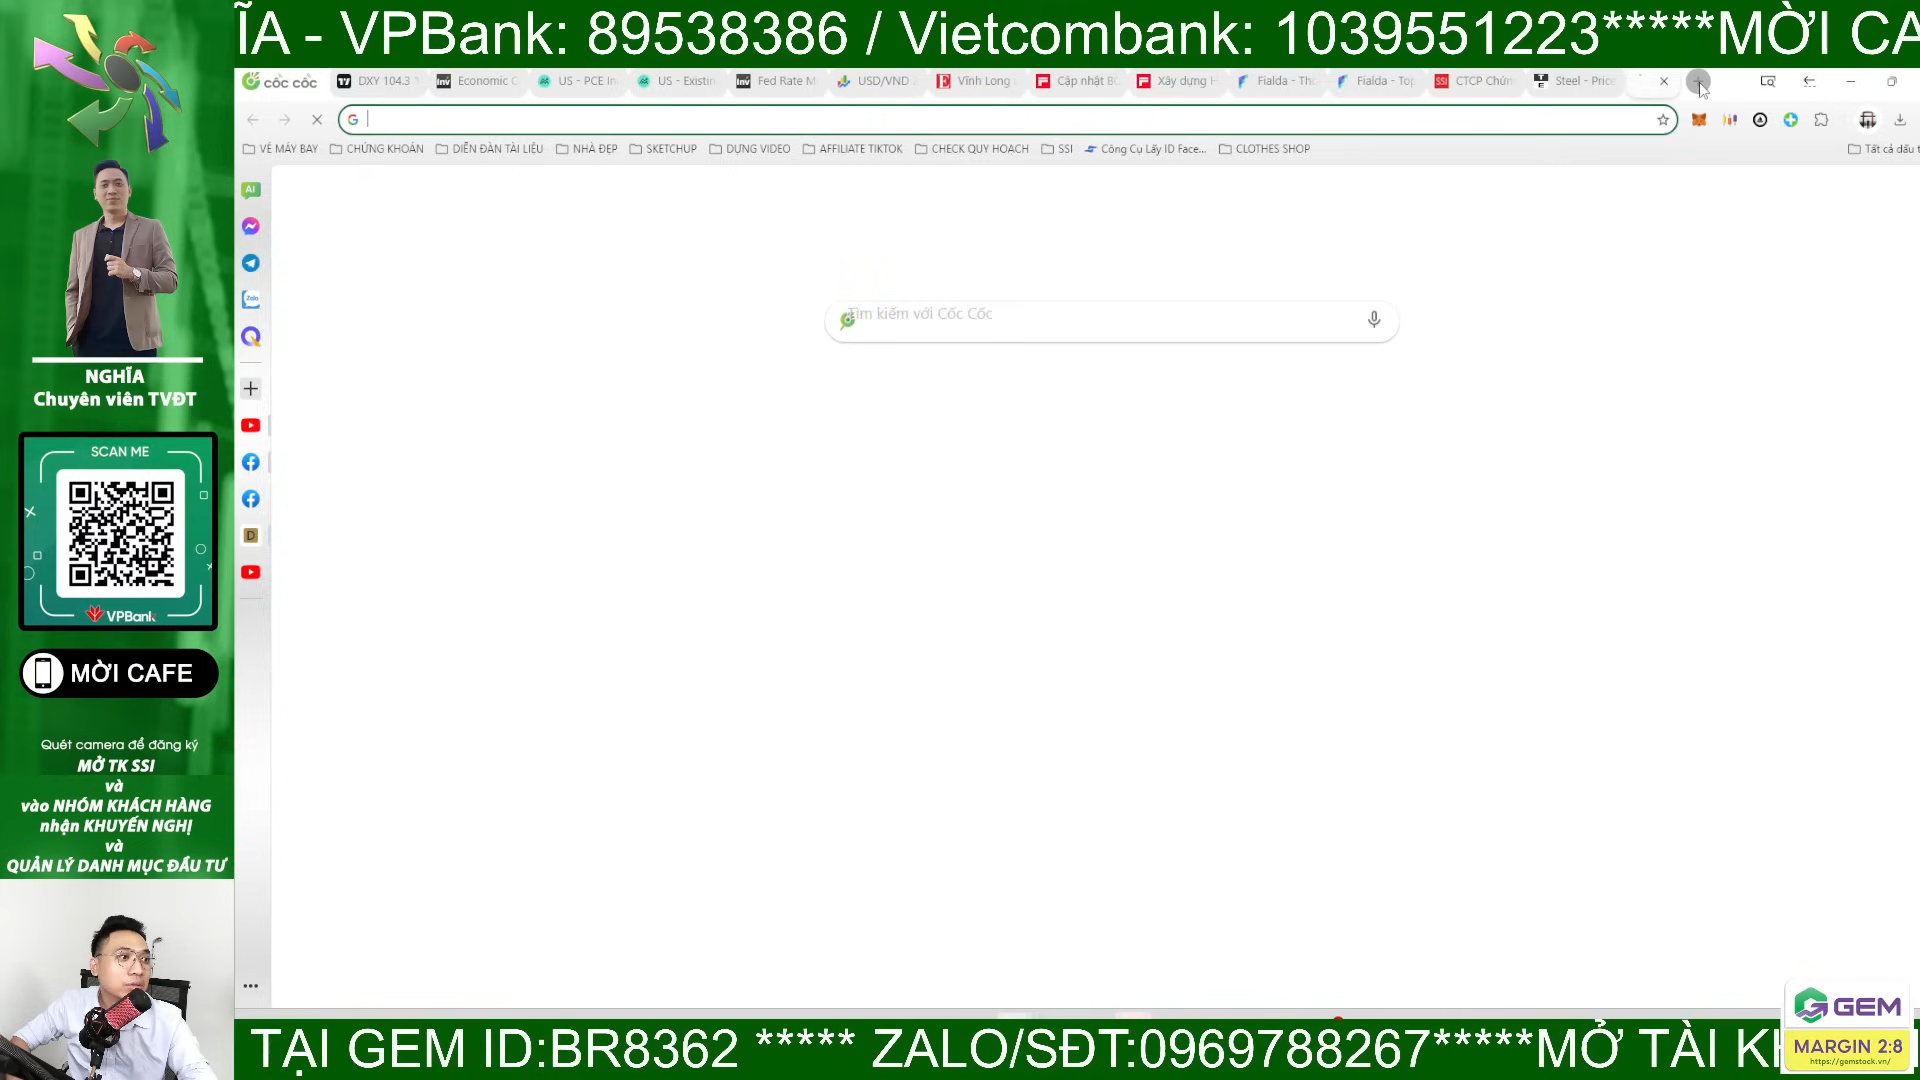 ĨA - VPBank: 89538386 / Vietcombank: 1039551223*****MỜI CA
cốc cốc
DXY 104.3
Economic C
US - PCE In
US - Existin
Fed Rate M
USD/VND
Vĩnh Long
Cập nhật BC
Xây dựng H
Fialda - Thố
Fialda - Top
CTCP Chứn
Steel - Price
VÉ MÁY BAY
CHỨNG KHOÁN
DIỄN ĐÀN TÀI LIỆU
NHÀ ĐẸP
SKETCHUP
DỰNG VIDEO
AFFILIATE TIKTOK
CHECK QUY HOẠCH
SSI
Công Cụ Lấy ID Face...
CLOTHES SHOP
Tất cả dấu t
AI
Zalo
D
Tìm kiếm với Cốc Cốc
NGHĨA
Chuyên viên TVĐT
SCAN ME
VPBank
MỜI CAFE
Quét camera để đăng ký
MỞ TK SSI
và
vào NHÓM KHÁCH HÀNG
nhận KHUYẾN NGHỊ
và
QUẢN LÝ DANH MỤC ĐẦU TƯ
GEM
MARGIN 2:8
https://gemstock.vn/
TẠI GEM ID:BR8362 ***** ZALO/SĐT:0969788267*****MỞ TÀI KH